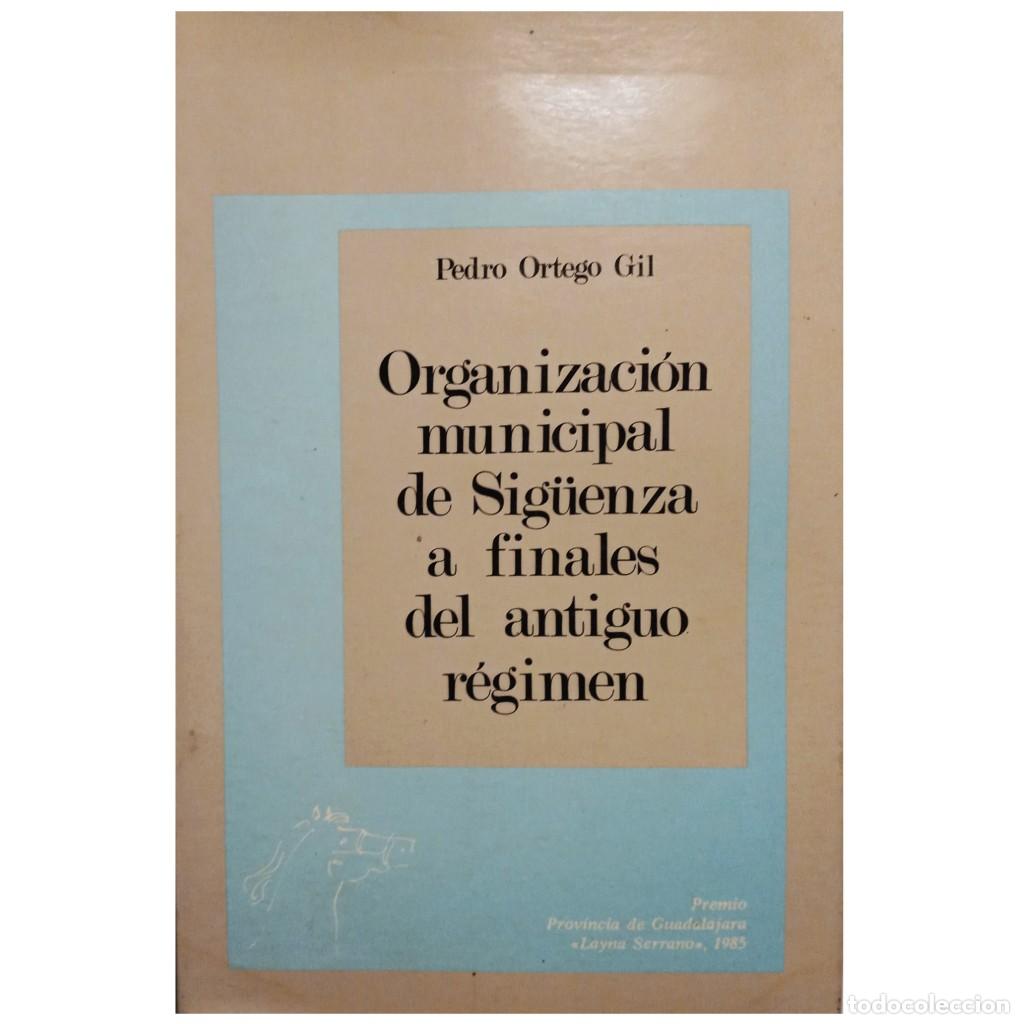 Pedro Ortego Gil
Organización
municipal
de Sigüenza
a finales
del antiguo
régimen
Premio
Provincia de Guadalajara
«Layna Serrano», 1985
todocoleccion